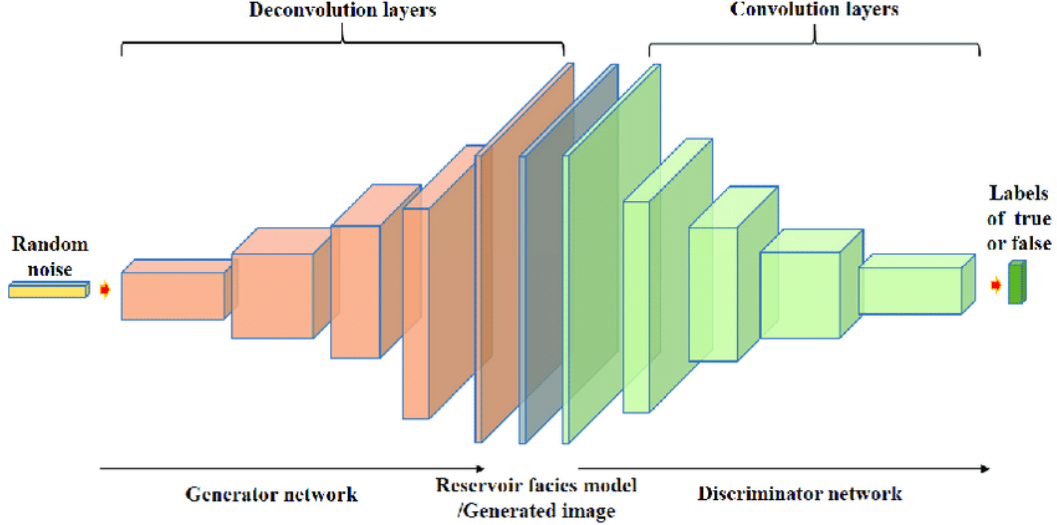 Deconvolution layers
Convolution layers
Random
noise
Labels
of true
or false
Generator network
Reservoir facies model
/Generated image
Discriminator network